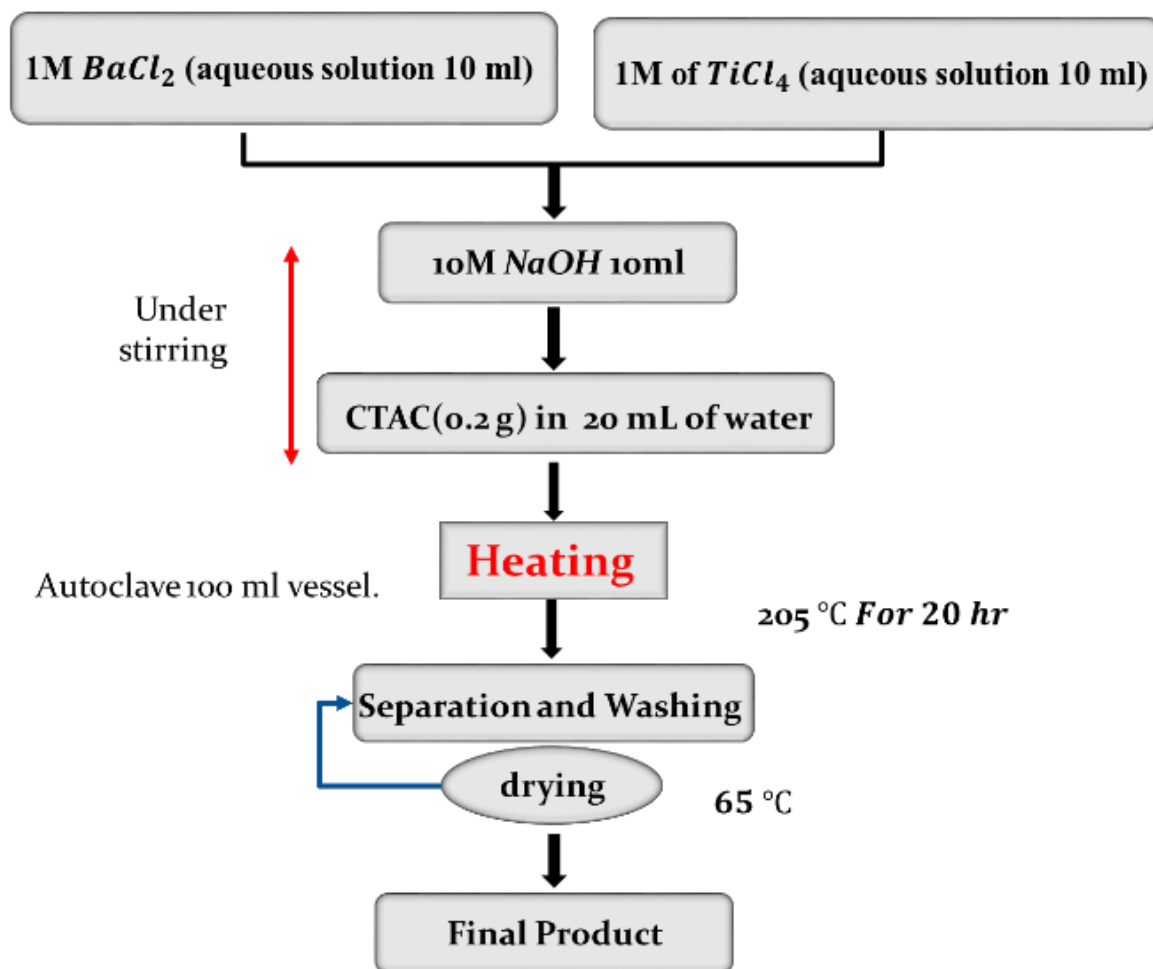 1M BaCl₂ (aqueous solution 10 ml)
1M of TiCl₄ (aqueous solution 10 ml)
10M NaOH 10ml
Under
stirring
CTAC(0.2 g) in 20 mL of water
Heating
Autoclave 100 ml vessel.
205 °C For 20 hr
Separation and Washing
drying
65 °C
Final Product